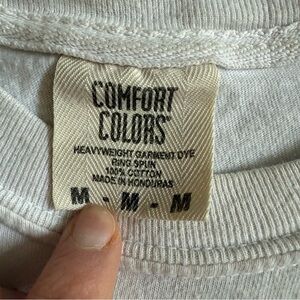 COMFORT
COLORS®
HEAVYWEIGHT GARMENT DYE
RING SPUN
100% COTTON
MADE IN HONDURAS
M - M - M